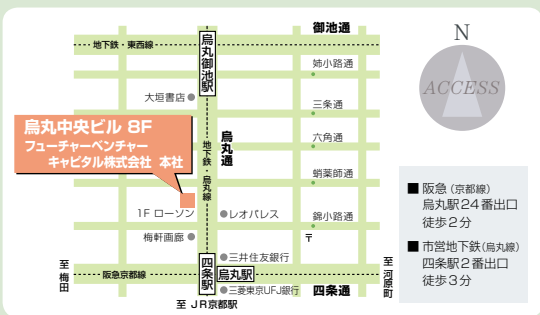 御池通
烏丸御池駅
地下鉄・東西線
姉小路通
大垣書店
三条通
烏丸中央ビル 8F
フューチャーベンチャー
キャピタル株式会社 本社
烏丸通
地下鉄・烏丸線
六角通
蛸薬師通
1F ローソン
レオパレス
錦小路通
梅軒画廊
〒
三井住友銀行
至 梅田
阪急京都線
四条駅
烏丸駅
至 河原町
三菱東京UFJ銀行
四条通
至 JR京都駅
N
ACCESS
■ 阪急(京都線)
烏丸駅24番出口
徒歩2分
■ 市営地下鉄(烏丸線)
四条駅2番出口
徒歩3分